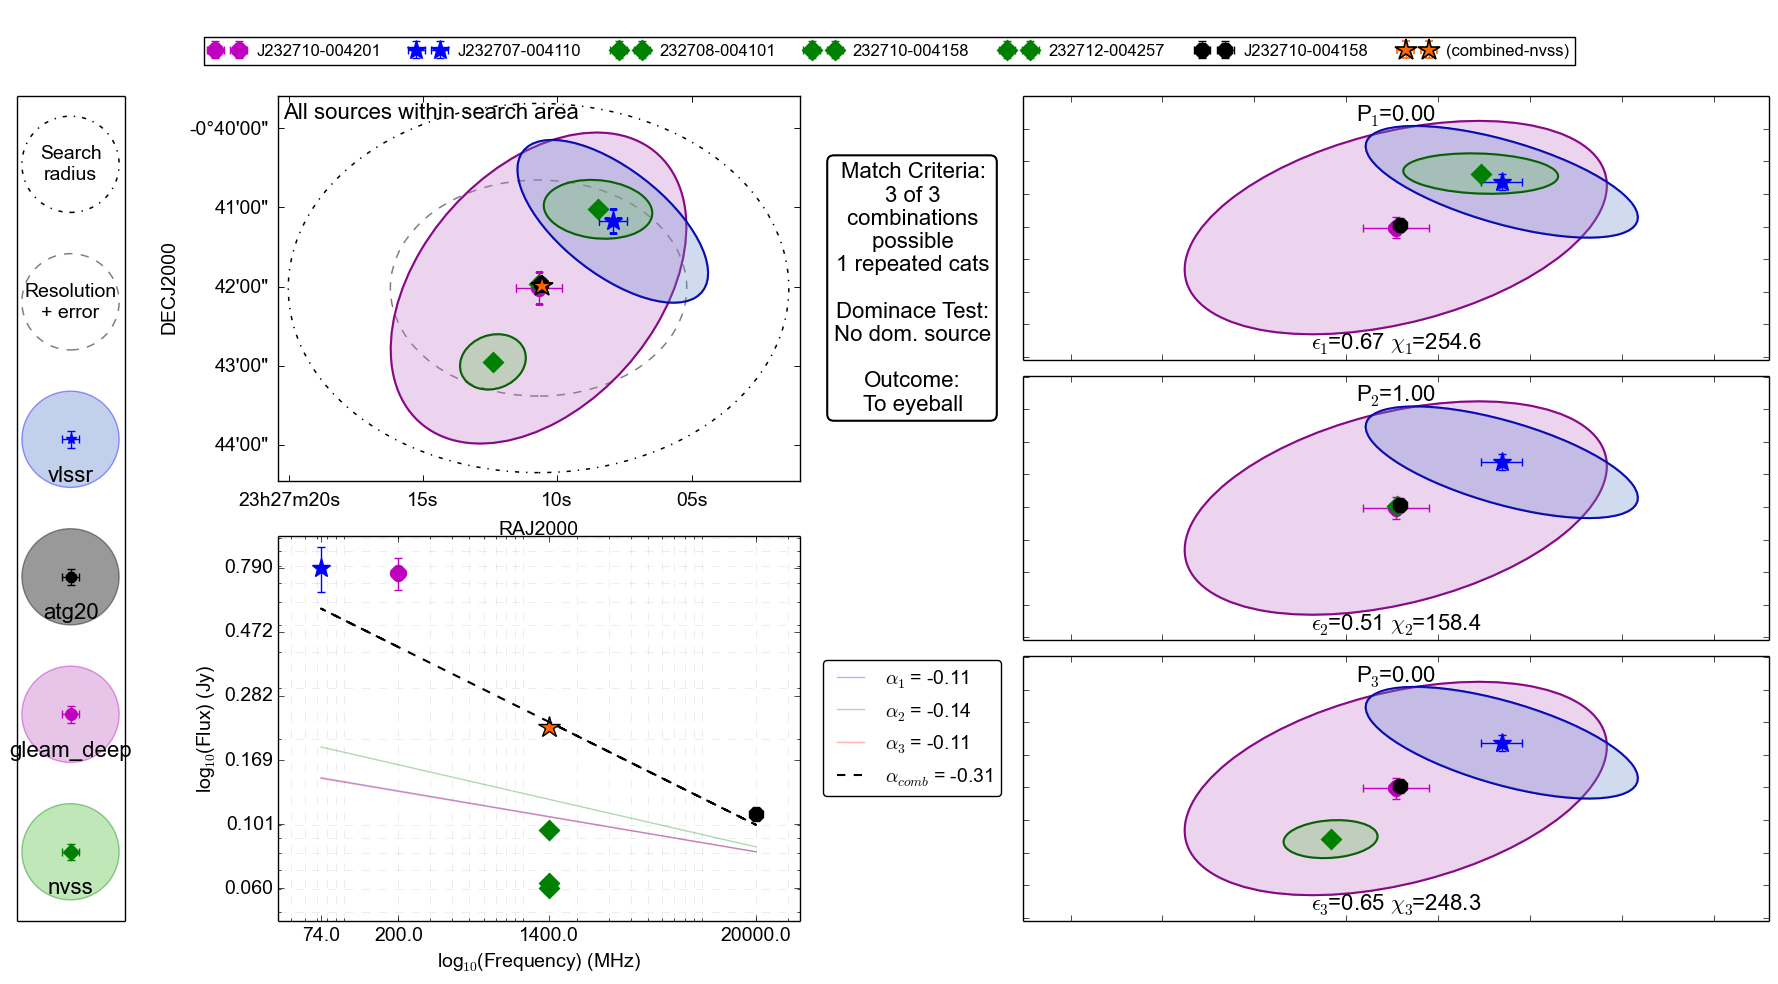 J232710-004201 J232707-004110 232708-004101 232710-004158 232712-004257 J232710-004158 (combined-nvss)
Search
radius
Resolution
+ error
vlssr
atg20
gleam_deep
nvss
All sources within search area
-0°40'00"
41'00"
42'00"
43'00"
44'00"
DECJ2000
23h27m20s 15s 10s 05s
RAJ2000
0.790
0.472
0.282
0.169
0.101
0.060
log10(Flux) (Jy)
74.0 200.0 1400.0 20000.0
log10(Frequency) (MHz)
Match Criteria:
3 of 3
combinations
possible
1 repeated cats
Dominace Test:
No dom. source
Outcome:
To eyeball
α1 = -0.11
α2 = -0.14
α3 = -0.11
αcomb = -0.31
P1=0.00
ϵ1=0.67 χ1=254.6
P2=1.00
ϵ2=0.51 χ2=158.4
P3=0.00
ϵ3=0.65 χ3=248.3